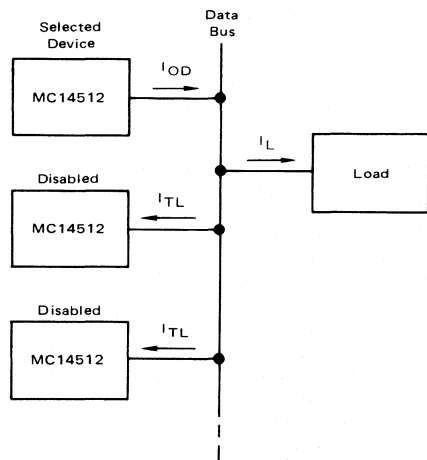 Data
Bus
Selected
Device
MC14512
IOD
IL
Load
Disabled
MC14512
ITL
Disabled
MC14512
ITL